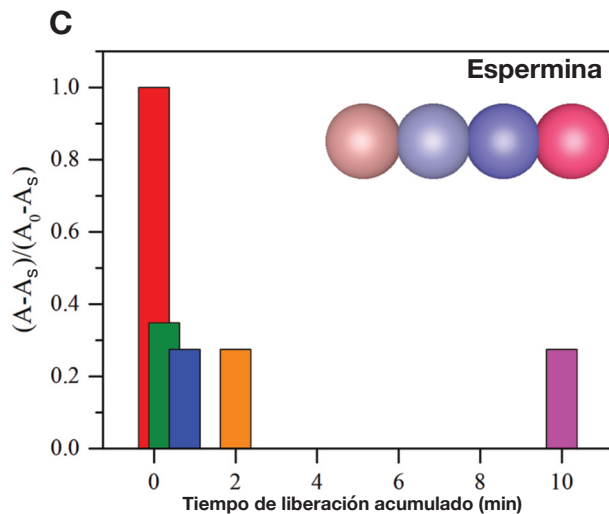 C
Espermina
1.0
0.8
0.6
0.4
0.2
0.0
(A-A_S)/(A_0-A_S)
0 2 4 6 8 10
Tiempo de liberación acumulado (min)